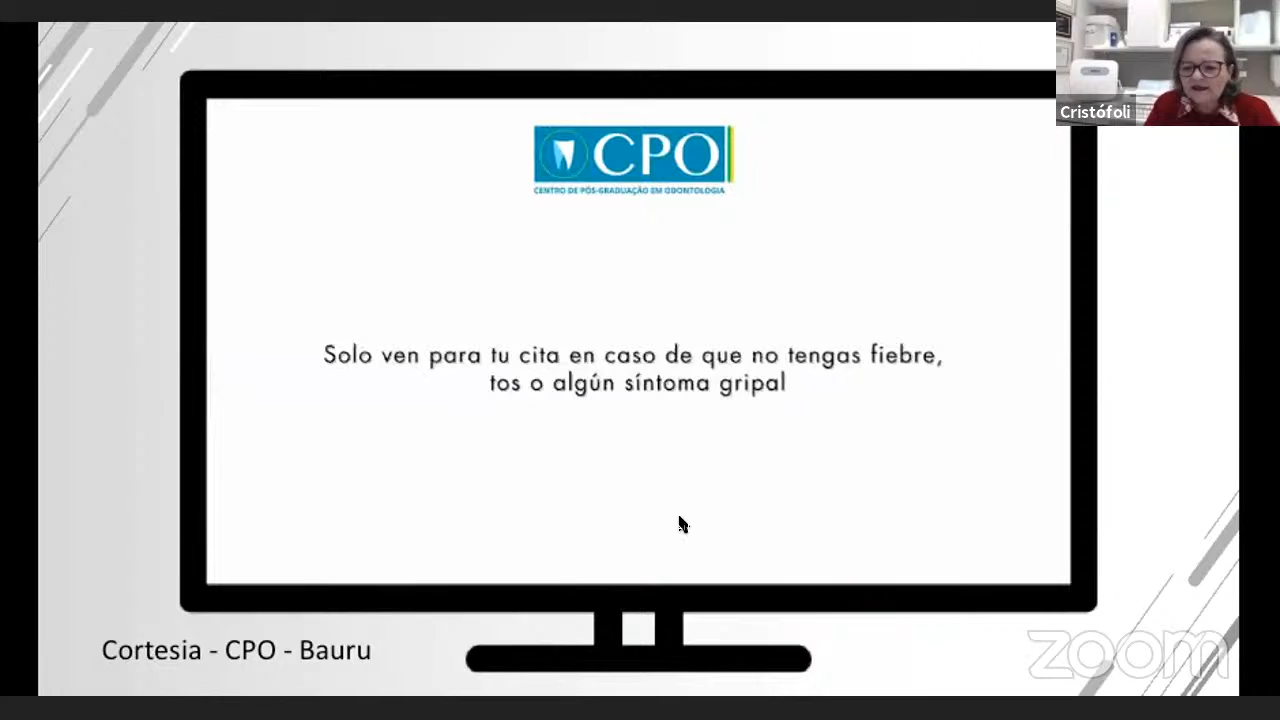 Cristófoli
CPO
CENTRO DE PÓS-GRADUAÇÃO EM ODONTOLOGIA
Solo ven para tu cita en caso de que no tengas fiebre,
tos o algún síntoma gripal
Cortesia - CPO - Bauru
zoom